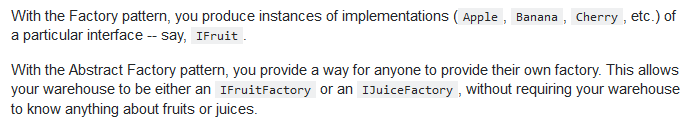 With the Factory pattern, you produce instances of implementations ( Apple , Banana , Cherry , etc.) of
a particular interface -- say, IFruit .
With the Abstract Factory pattern, you provide a way for anyone to provide their own factory. This allows
your warehouse to be either an IFruitFactory or an IJuiceFactory , without requiring your warehouse
to know anything about fruits or juices.